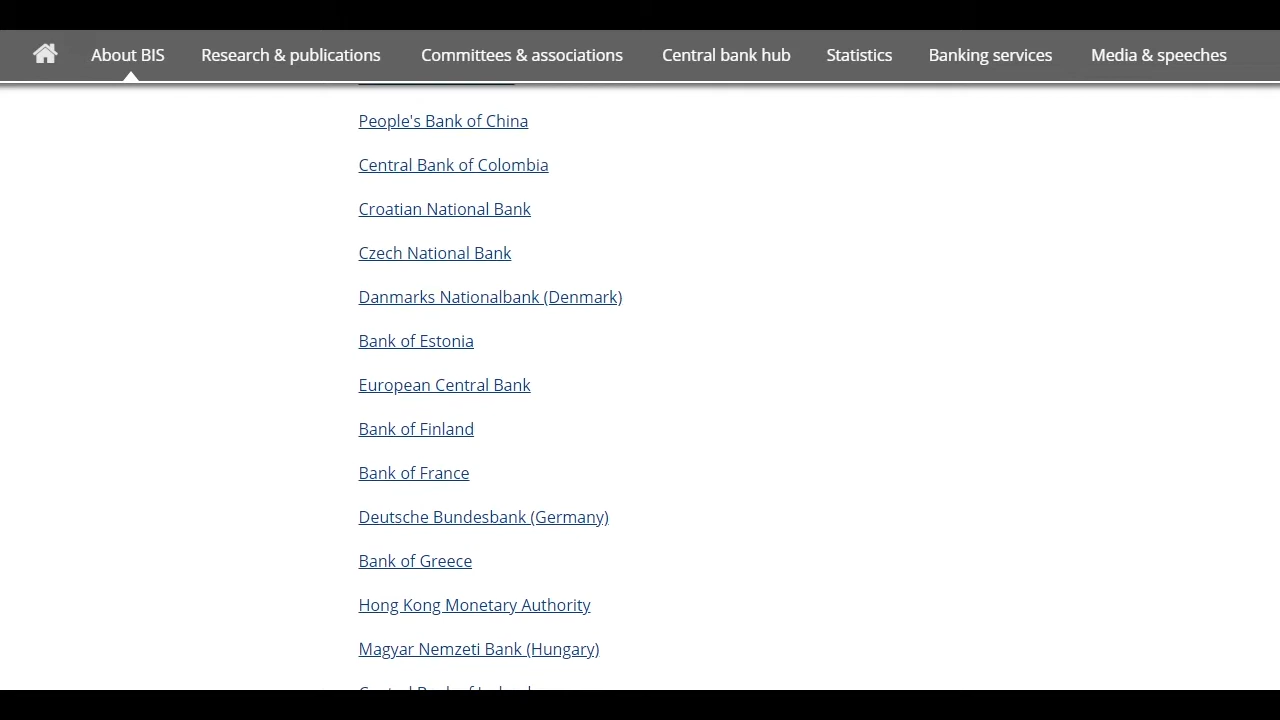 About BIS Research & publications Committees & associations Central bank hub Statistics Banking services Media & speeches
People's Bank of China
Central Bank of Colombia
Croatian National Bank
Czech National Bank
Danmarks Nationalbank (Denmark)
Bank of Estonia
European Central Bank
Bank of Finland
Bank of France
Deutsche Bundesbank (Germany)
Bank of Greece
Hong Kong Monetary Authority
Magyar Nemzeti Bank (Hungary)